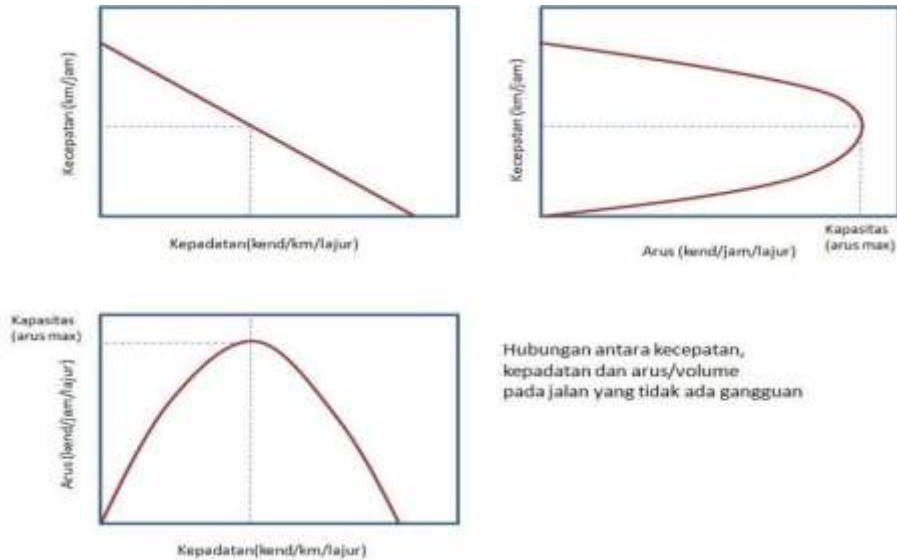 Kecepatan (km/jam)
Kepadatan(kend/km/lajur)
Kecepatan (km/jam)
Kapasitas
(arus max)
Arus (kend/jam/lajur)
Kapasitas
(arus max)
Arus (kend/jam/lajur)
Kepadatan(kend/km/lajur)
Hubungan antara kecepatan,
kepadatan dan arus/volume
pada jalan yang tidak ada gangguan